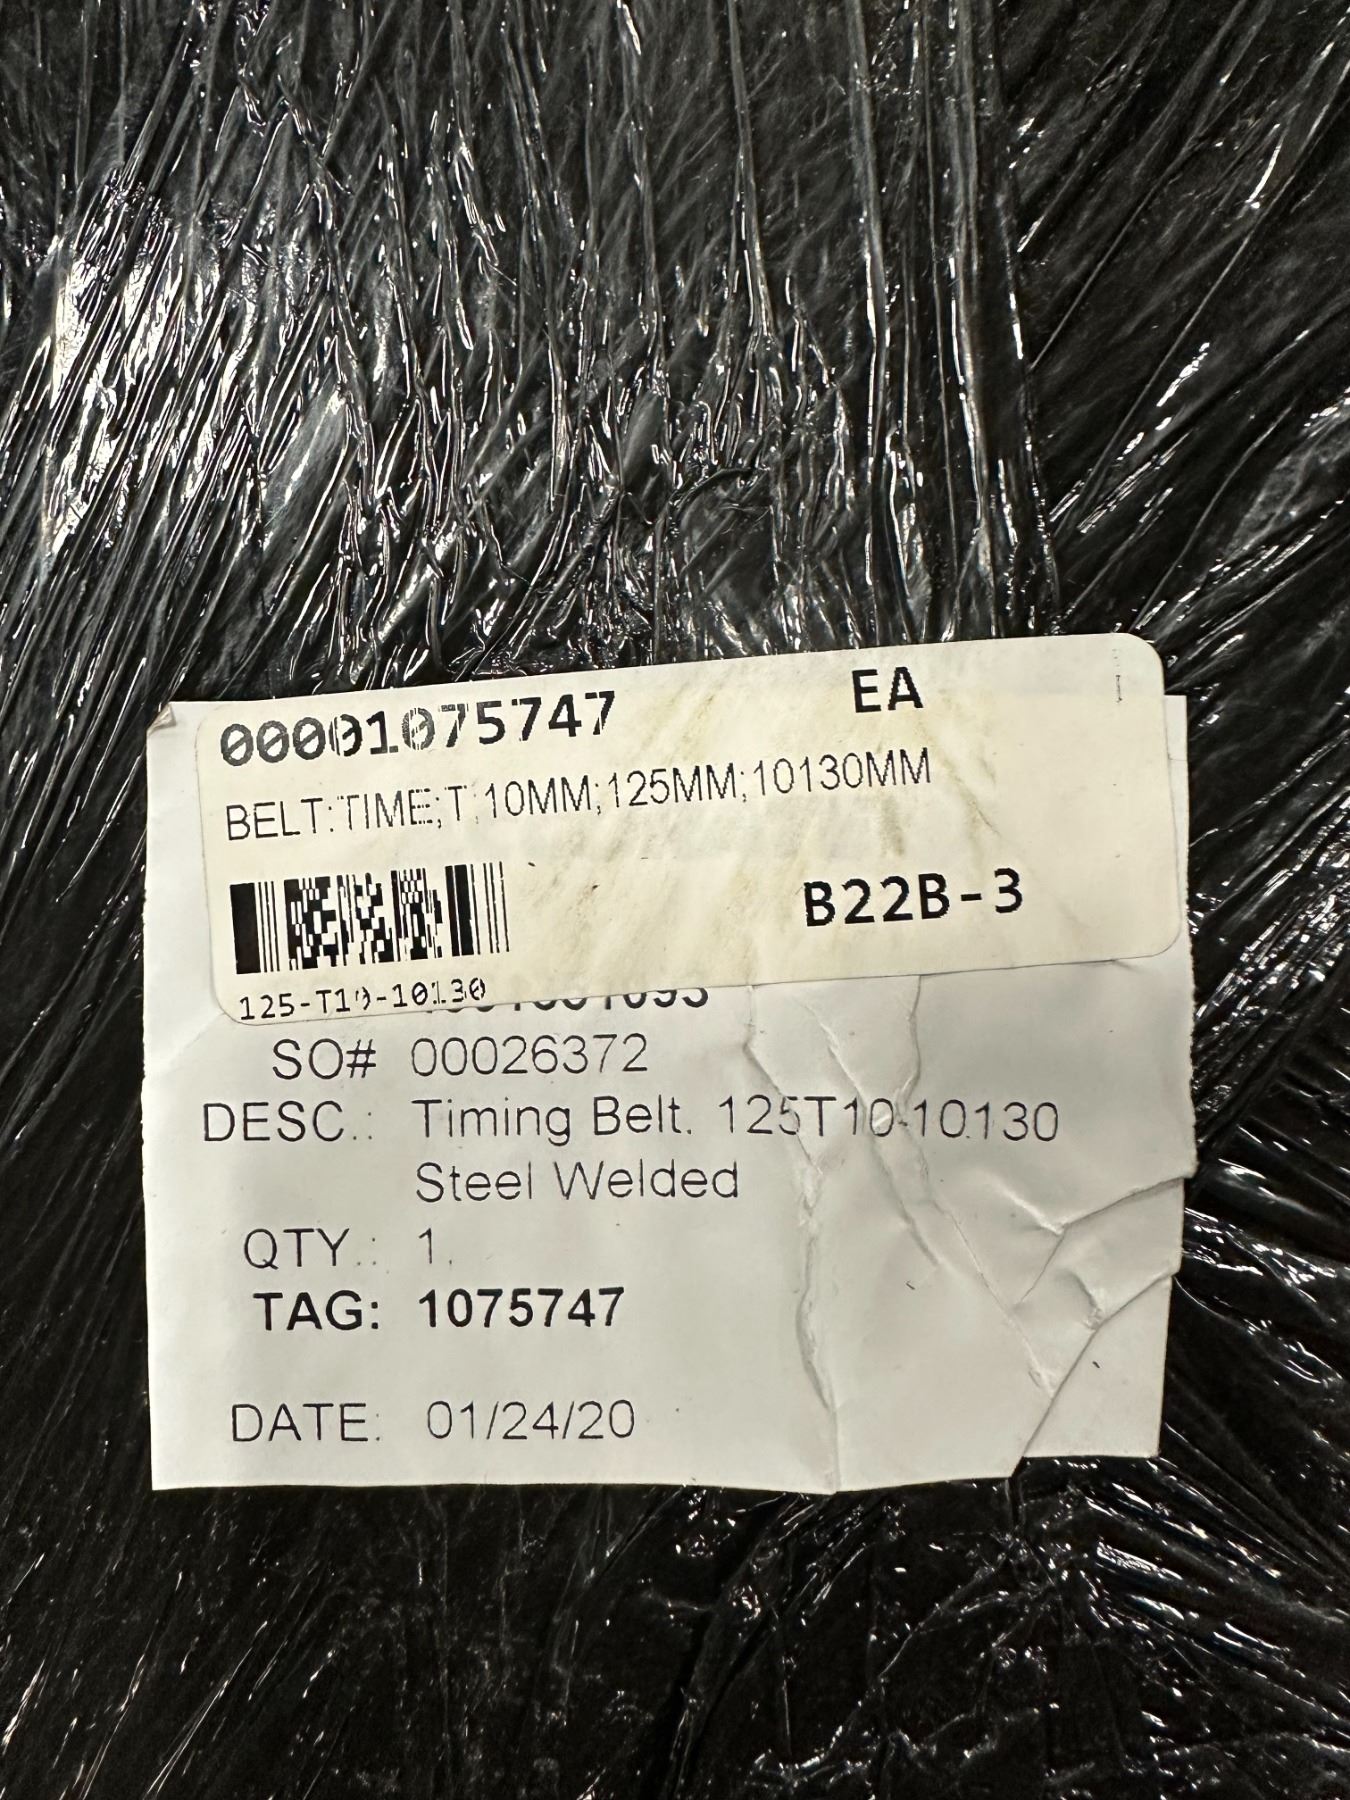 00001075747 EA
BELT:TIME;T;10MM;125MM;10130MM
B22B-3
125-T10-10130
SO# 00026372
DESC.: Timing Belt. 125T10-10130
Steel Welded
QTY.: 1.
TAG: 1075747
DATE: 01/24/20